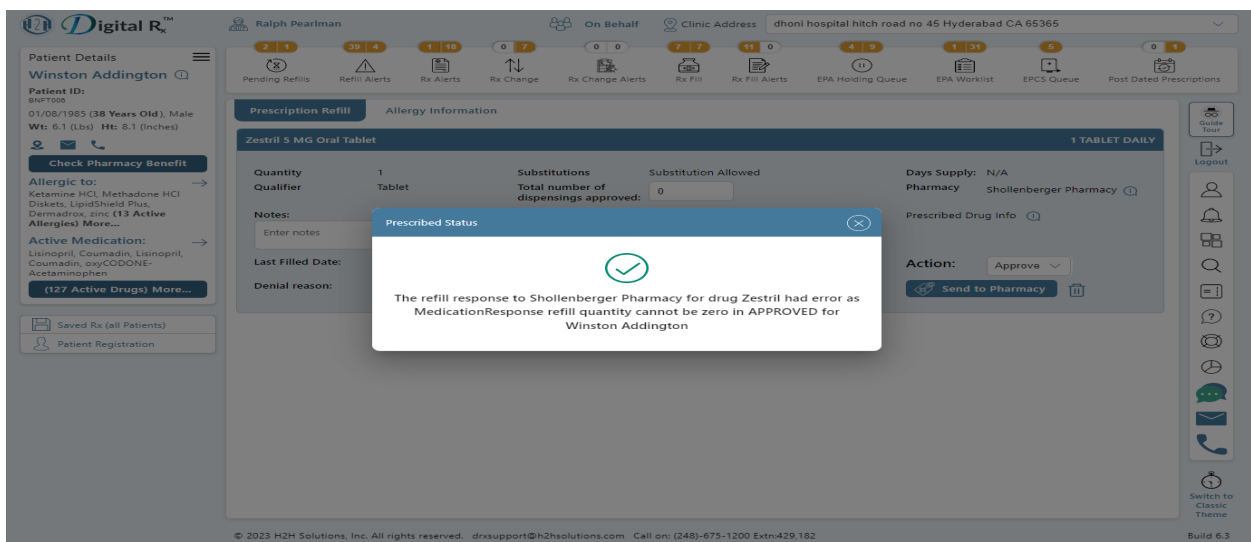 H2H Digital Rx™
Ralph Pearlman
On Behalf
Clinic Address
dhoni hospital hitch road no 45 Hyderabad CA 65365
Patient Details
Winston Addington
Patient ID:
BNFT008
01/08/1985 (38 Years Old), Male
Wt: 6.1 (Lbs) Ht: 8.1 (Inches)
Check Pharmacy Benefit
Allergic to:
Ketamine HCl, Methadone HCl
Diskets, LipidShield Plus,
Dermadrox, zinc (13 Active
Allergies) More...
Active Medication:
Lisinopril, Coumadin, Lisinopril,
Coumadin, oxyCODONE-
Acetaminophen
(127 Active Drugs) More...
Saved Rx (all Patients)
Patient Registration
2 1
Pending Refills
39 4
Refill Alerts
1 18
Rx Alerts
0 7
Rx Change
0 0
Rx Change Alerts
7 7
Rx Fill
11 0
Rx Fill Alerts
4 9
EPA Holding Queue
1 31
EPA Worklist
5
EPCS Queue
0 1
Post Dated Prescriptions
Prescription Refill
Allergy Information
Zestril 5 MG Oral Tablet
1 TABLET DAILY
Quantity 1
Substitutions Substitution Allowed
Days Supply: N/A
Qualifier Tablet
Total number of
dispensings approved:
0
Pharmacy Shollenberger Pharmacy
Notes:
Enter notes
Prescribed Drug Info
Last Filled Date:
Action: Approve
Denial reason:
Send to Pharmacy
Prescribed Status
The refill response to Shollenberger Pharmacy for drug Zestril had error as
MedicationResponse refill quantity cannot be zero in APPROVED for
Winston Addington
Guide
Tour
Logout
Switch to
Classic
Theme
© 2023 H2H Solutions, Inc. All rights reserved. drxsupport@h2hsolutions.com Call on: (248)-675-1200 Extn:429,182
Build 6.3